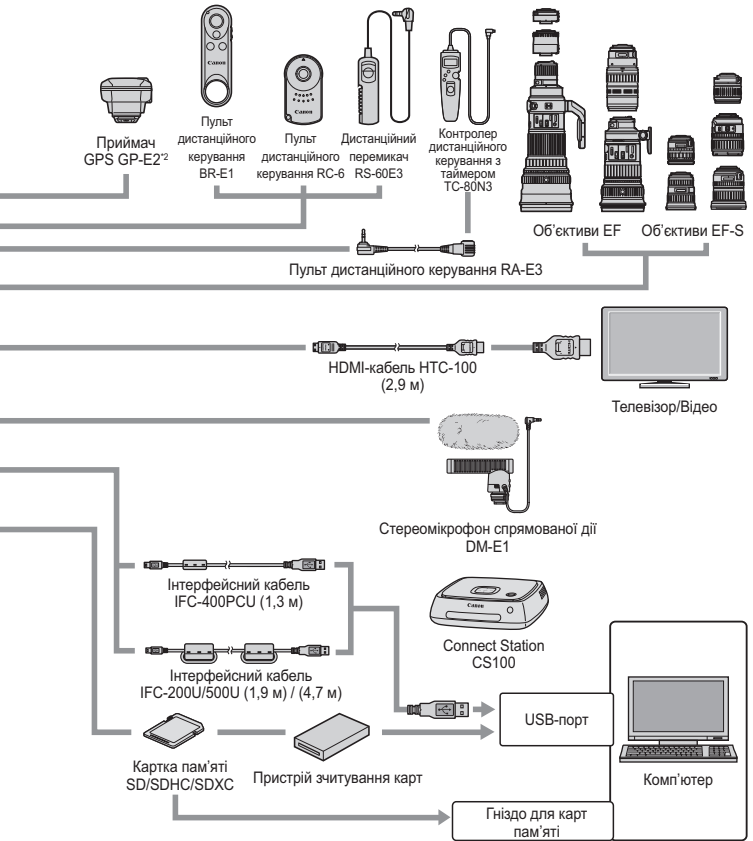 Canon
Canon
Приймач
GPS GP-E2*2
Пульт
дистанційного
керування
BR-E1
Пульт
дистанційного
керування RC-6
Дистанційний
перемикач
RS-60E3
Контролер
дистанційного
керування з
таймером
TC-80N3
Об’єктиви EF
Об’єктиви EF-S
Пульт дистанційного керування RA-E3
HDMI-кабель HTC-100
(2,9 м)
Телевізор/Відео
Стереомікрофон спрямованої дії
DM-E1
Інтерфейсний кабель
IFC-400PCU (1,3 м)
Canon
Connect Station
CS100
Інтерфейсний кабель
IFC-200U/500U (1,9 м) / (4,7 м)
USB-порт
Картка пам’яті
SD/SDHC/SDXC
Пристрій зчитування карт
Комп’ютер
Гніздо для карт
пам’яті